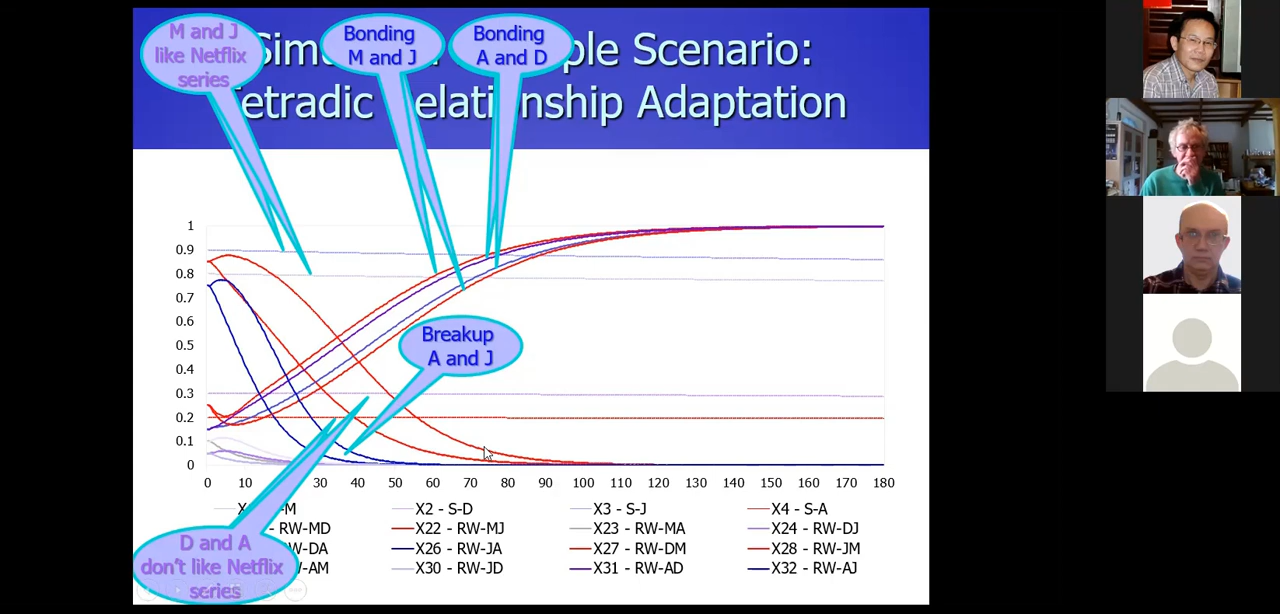 M and J
like Netflix
series
Bonding
M and J
Bonding
A and D
ple Scenario:
Adaptation
1
0.9
0.8
0.7
0.6
0.5
0.4
0.3
0.2
0.1
0
Breakup
A and J
0 10 30 40 50 60 70 80 90 100 110 120 130 140 150 160 170 180
X2 - S-D X3 - S-J X4 - S-A
- RW-MD X22 - RW-MJ X23 - RW-MA X24 - RW-DJ
RW-DA X26 - RW-JA X27 - RW-DM X28 - RW-JM
RW-AM X30 - RW-JD X31 - RW-AD X32 - RW-AJ
D and A
don't like Netflix
series